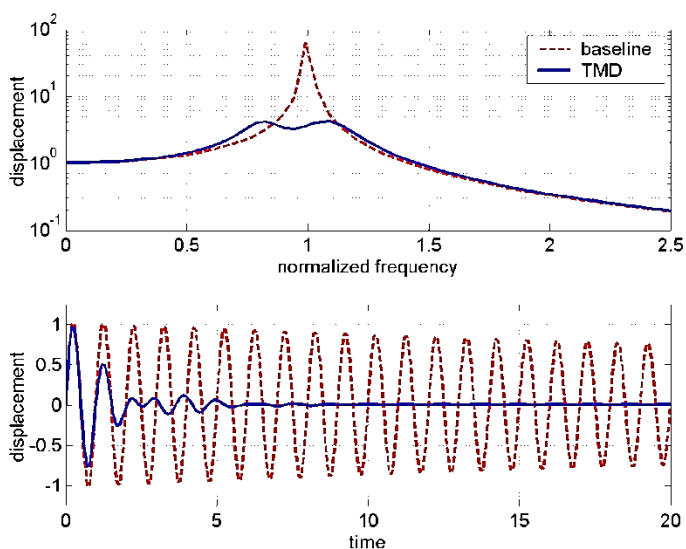 10^2
10^1
10^0
10^-1
displacement
baseline
TMD
0 0.5 1 1.5 2 2.5
normalized frequency
1
0.5
0
-0.5
-1
displacement
0 5 10 15 20
time